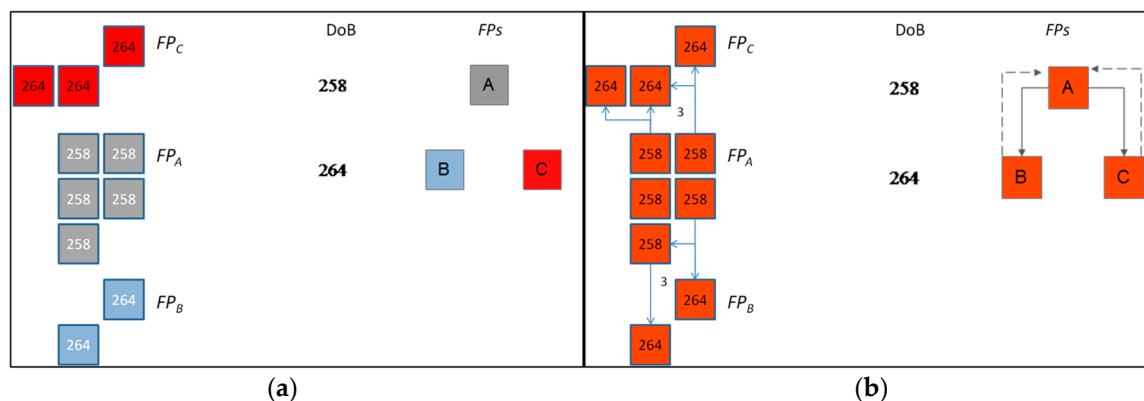 264 FP_C DoB FPs
264 264 258 A
258 258 FP_A 264 B C
258 258
258
264 FP_B
264
(a)
264 FP_C DoB FPs
264 264 258 A
3
258 258 FP_A 264 B C
258 258
258
3
264 FP_B
264
(b)